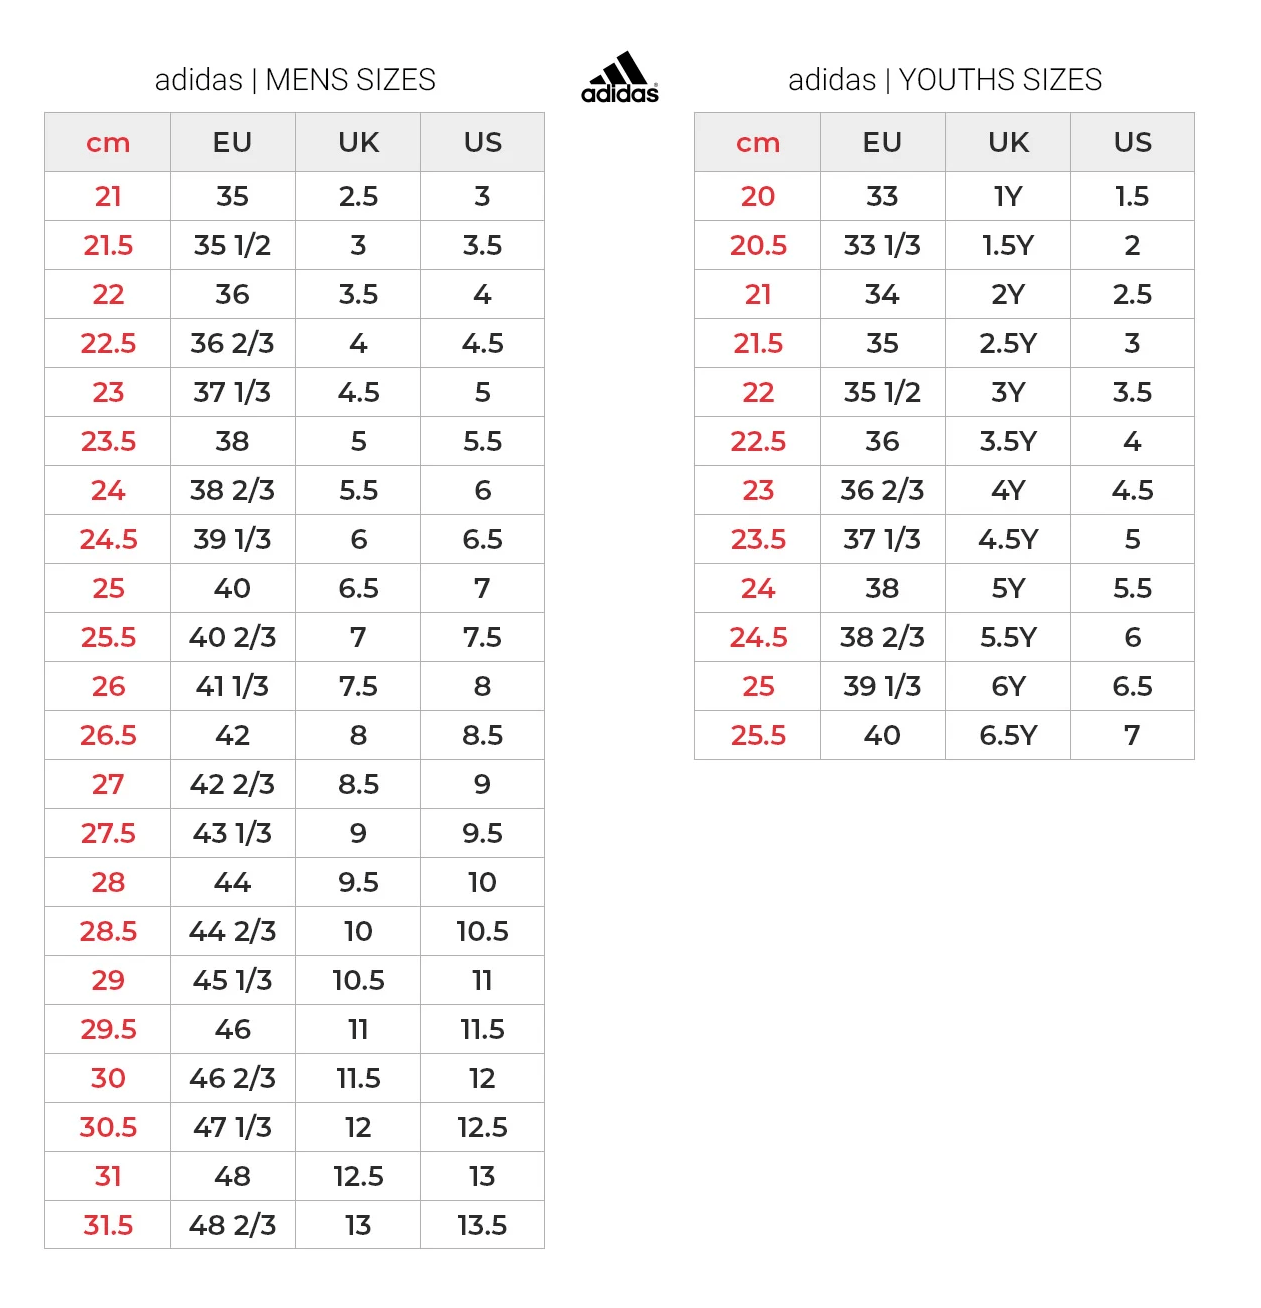 adidas | MENS SIZES
cm EU UK US
21 35 2.5 3
21.5 35 1/2 3 3.5
22 36 3.5 4
22.5 36 2/3 4 4.5
23 37 1/3 4.5 5
23.5 38 5 5.5
24 38 2/3 5.5 6
24.5 39 1/3 6 6.5
25 40 6.5 7
25.5 40 2/3 7 7.5
26 41 1/3 7.5 8
26.5 42 8 8.5
27 42 2/3 8.5 9
27.5 43 1/3 9 9.5
28 44 9.5 10
28.5 44 2/3 10 10.5
29 45 1/3 10.5 11
29.5 46 11 11.5
30 46 2/3 11.5 12
30.5 47 1/3 12 12.5
31 48 12.5 13
31.5 48 2/3 13 13.5
adidas
adidas | YOUTHS SIZES
cm EU UK US
20 33 1Y 1.5
20.5 33 1/3 1.5Y 2
21 34 2Y 2.5
21.5 35 2.5Y 3
22 35 1/2 3Y 3.5
22.5 36 3.5Y 4
23 36 2/3 4Y 4.5
23.5 37 1/3 4.5Y 5
24 38 5Y 5.5
24.5 38 2/3 5.5Y 6
25 39 1/3 6Y 6.5
25.5 40 6.5Y 7